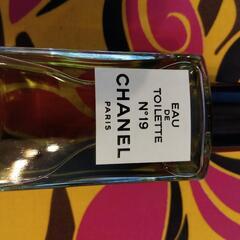 EAU
DE
TOILETTE
N°19
CHANEL
PARIS